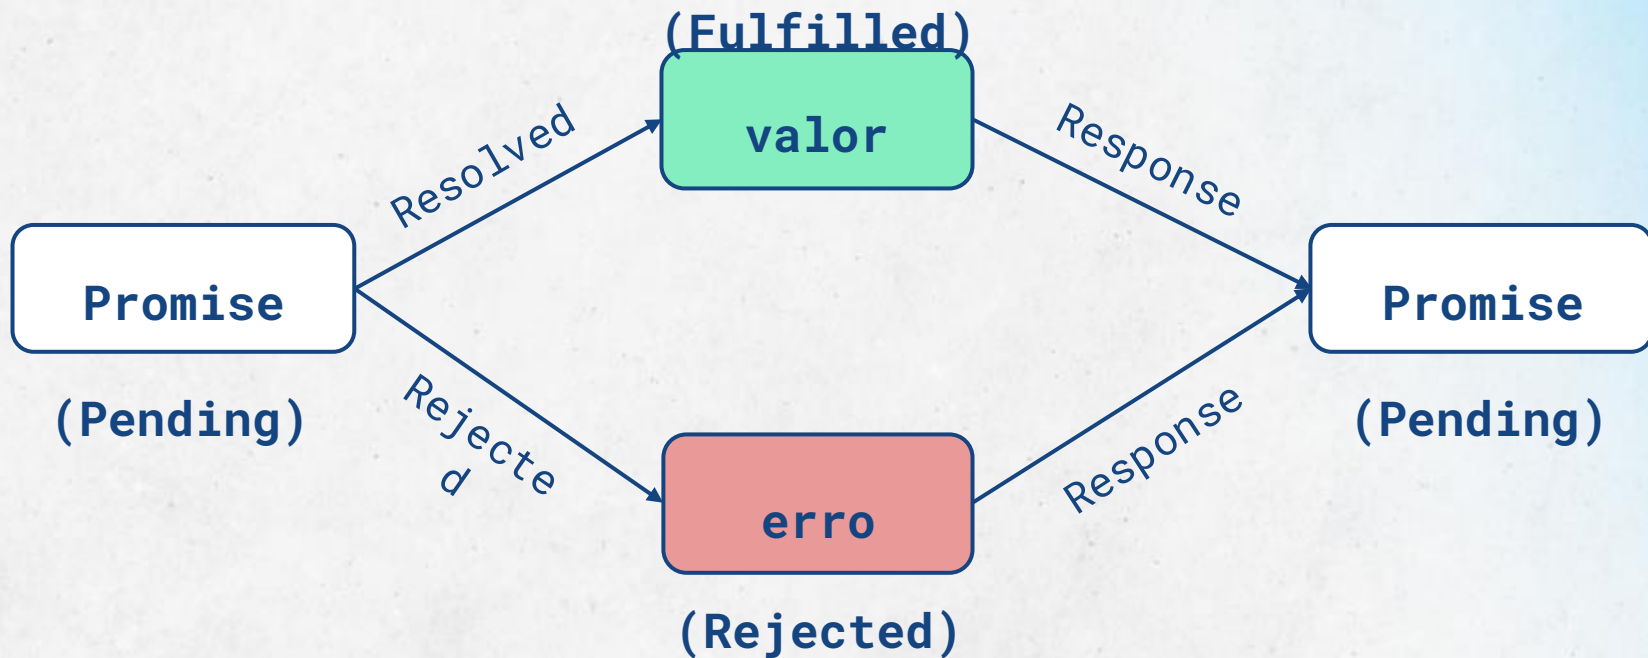 (Fulfilled)
valor
Resolved
Response
Promise
(Pending)
Promise
(Pending)
Rejecte
d
Response
erro
(Rejected)